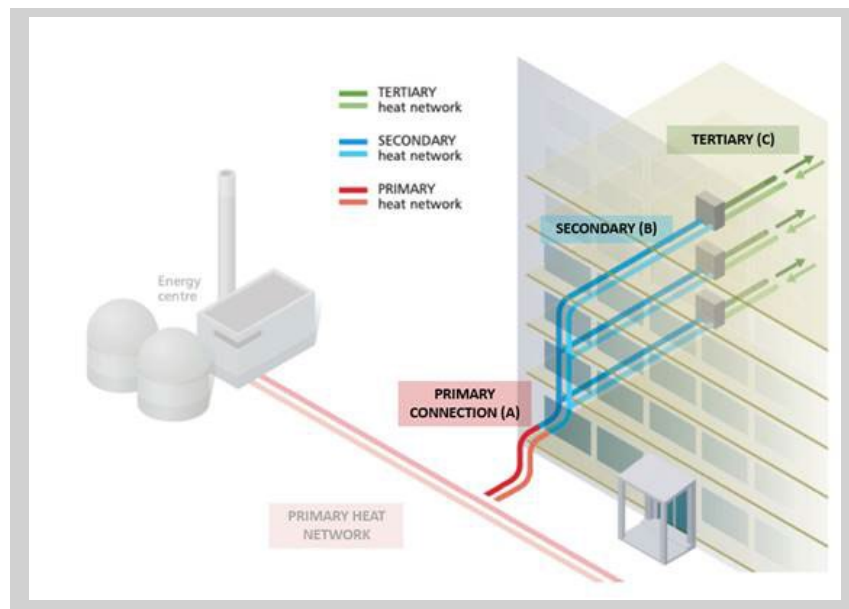 TERTIARY
heat network
SECONDARY
heat network
PRIMARY
heat network
TERTIARY (C)
SECONDARY (B)
Energy
centre
PRIMARY
CONNECTION (A)
PRIMARY HEAT
NETWORK